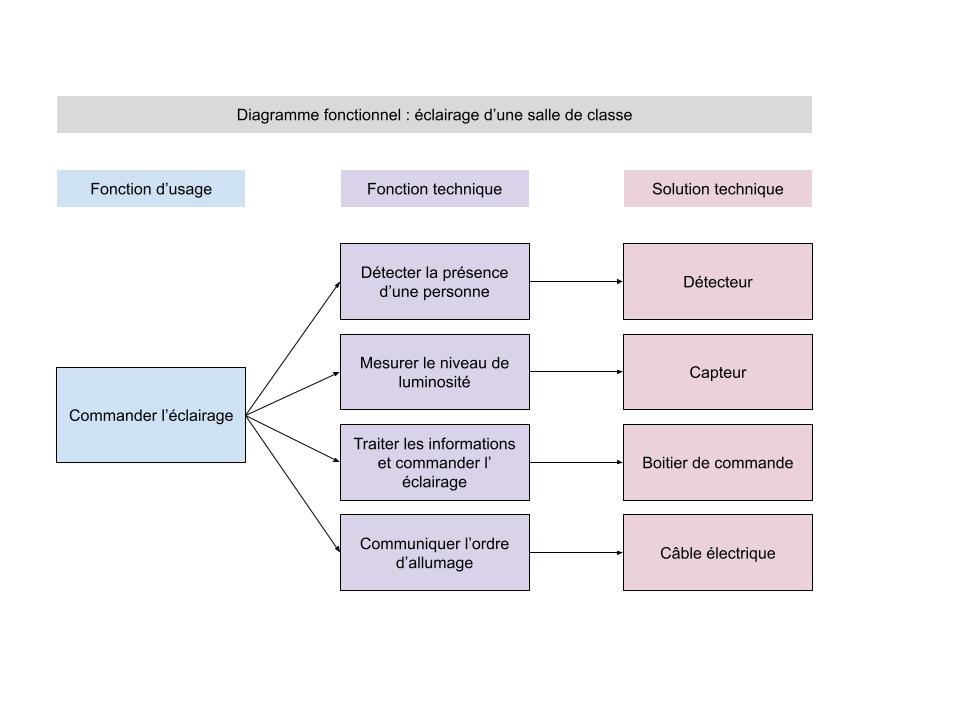 Diagramme fonctionnel : éclairage d’une salle de classe
Fonction d’usage
Fonction technique
Solution technique
Détecter la présence
d’une personne
Détecteur
Mesurer le niveau de
luminosité
Capteur
Commander l’éclairage
Traiter les informations
et commander l’
éclairage
Boitier de commande
Communiquer l’ordre
d’allumage
Câble électrique